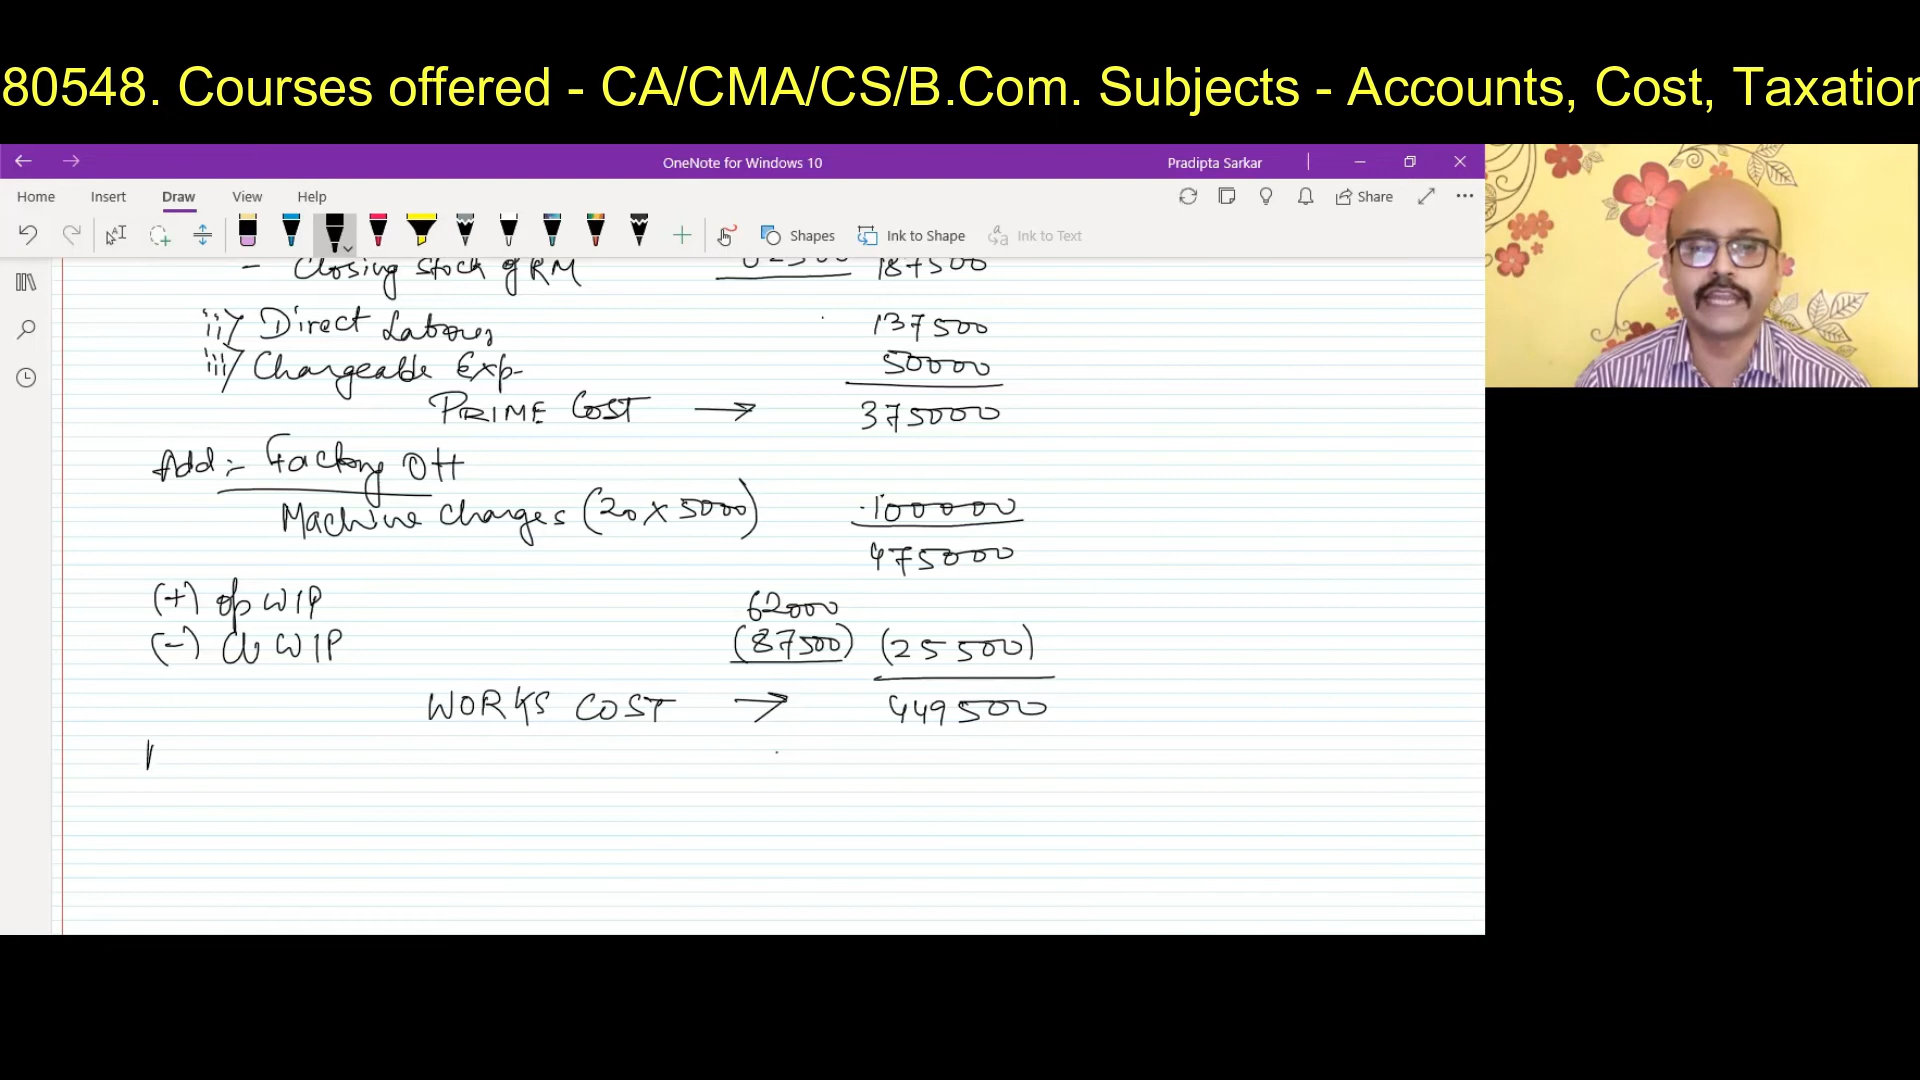 80548. Courses offered - CA/CMA/CS/B.Com. Subjects - Accounts, Cost, Taxation
OneNote for Windows 10
Pradipta Sarkar
Home Insert Draw View Help
Share
Shapes Ink to Shape Ink to Text
- Closing Stock of RM 62500 187500
ii) Direct Labour 137500
iii) Chargeable Exp- 50000
PRIME COST → 375000
Add:- Factory OH
Machine Charges (20 x 5000) 100000
475000
(+) op WIP 62000
(-) Cl WIP (87500) (25500)
WORKS COST → 449500